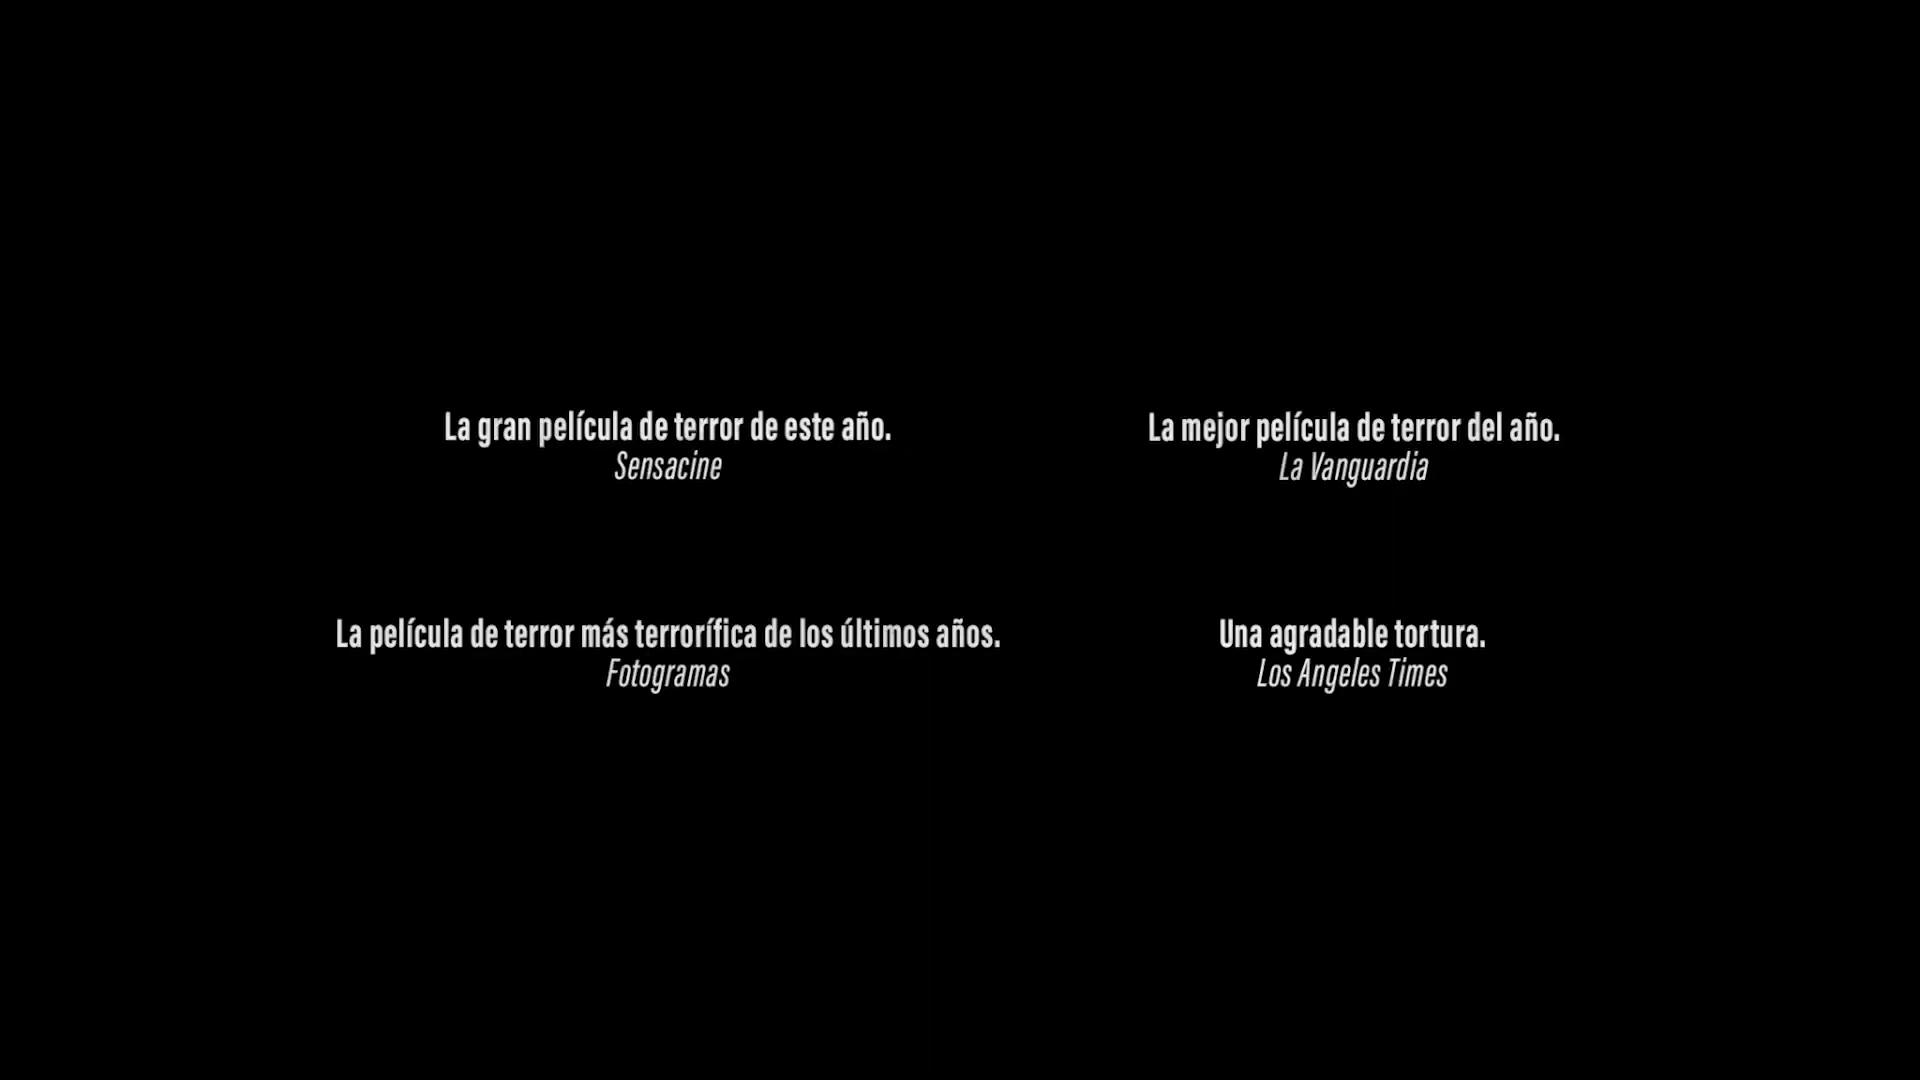 La gran película de terror de este año.
Sensacine
La mejor película de terror del año.
La Vanguardia
La película de terror más terrorífica de los últimos años.
Fotogramas
Una agradable tortura.
Los Angeles Times